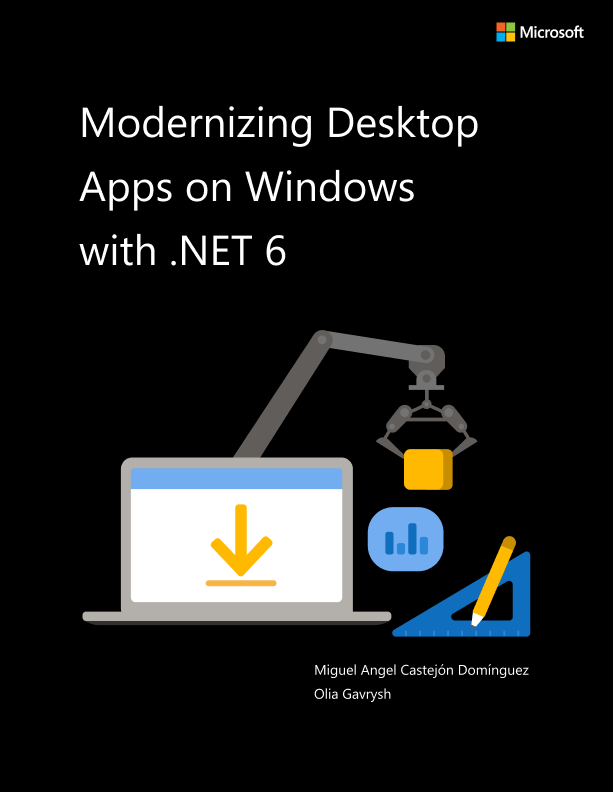 Microsoft
Modernizing Desktop
Apps on Windows
with .NET 6
Miguel Angel Castejón Domínguez
Olia Gavrysh